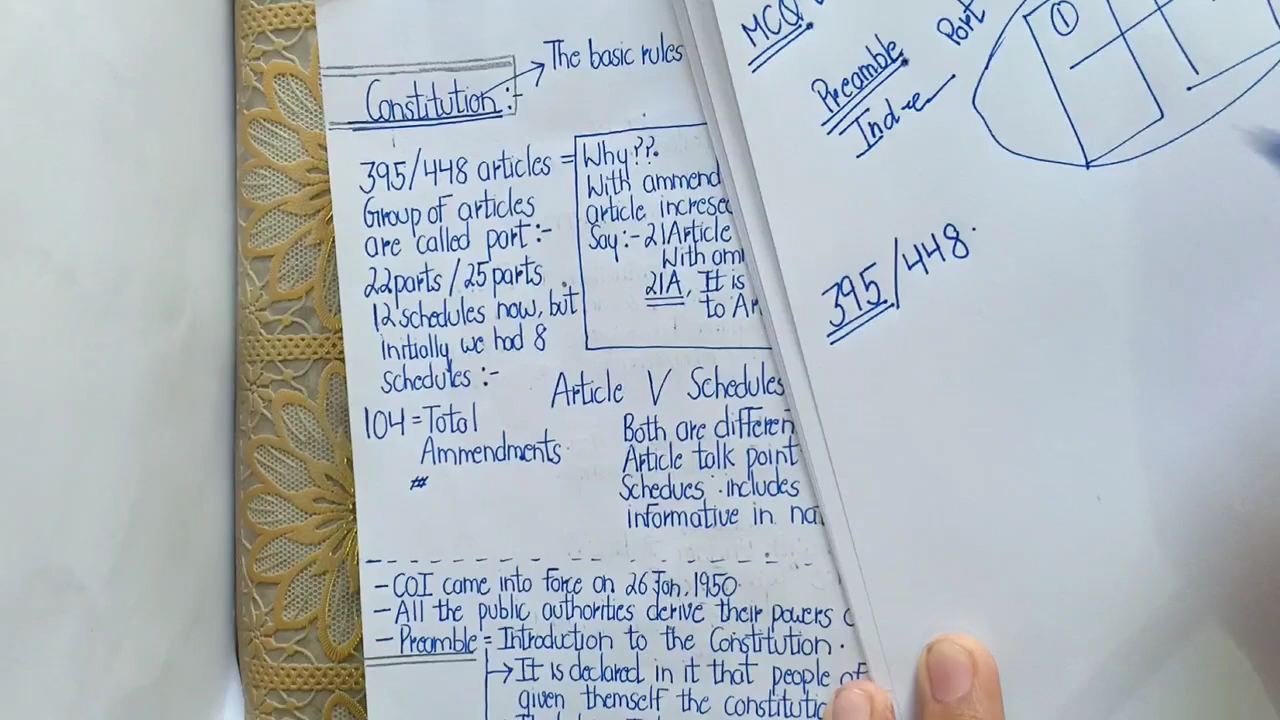 The basic rules
Constitution :-
395/448 articles =
Group of articles
are called part :-
22 parts / 25 parts
12 schedules now, but
initially we had 8
schedules :-
104 = Total
Ammendments
Why??
With ammend
article increse
Say :- 21 Article
With am
21A, It is
to Ar
Article V Schedules
Both are differen
Article talk point
Schedues includes
informative in na
- COI came into force on 26 Jan, 1950
- All the public authorities derive their powers
- Preamble = Introduction to the Constitution.
→ It is declared in it that people of
given themself the constitutio
MCQ
Preamble
Part
①
395/448